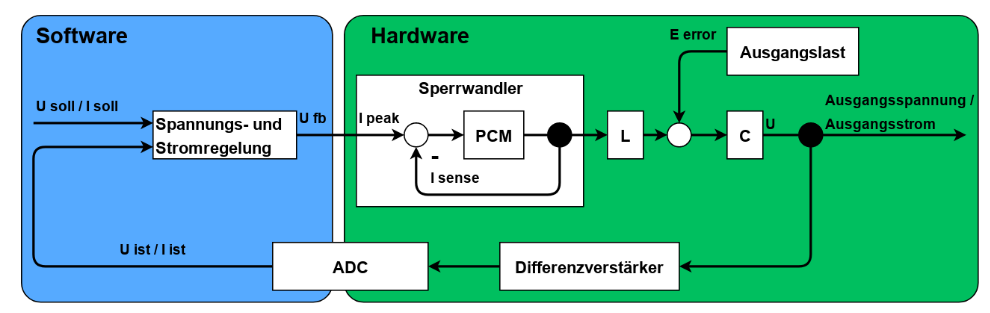 Software
Hardware
E error
Ausgangslast
Sperrwandler
Ausgangsspannung /
Ausgangsstrom
U soll / I soll
Spannungs- und
Stromregelung
U fb
I peak
PCM
L
C
U
-
I sense
U ist / I ist
ADC
Differenzverstärker